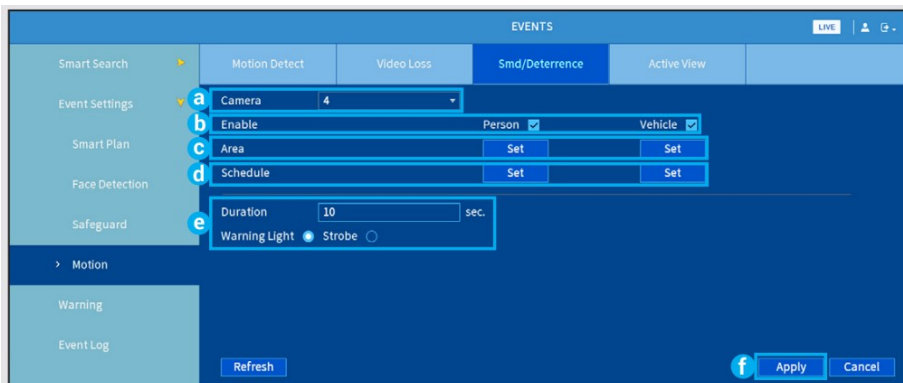 EVENTS LIVE
Smart Search Motion Detect Video Loss Smd/Deterrence Active View
Event Settings a Camera 4
b Enable Person Vehicle
Smart Plan c Area Set Set
d Schedule Set Set
Face Detection
Safeguard e Duration 10 sec.
Warning Light Strobe
> Motion
Warning
Event Log
Refresh f Apply Cancel